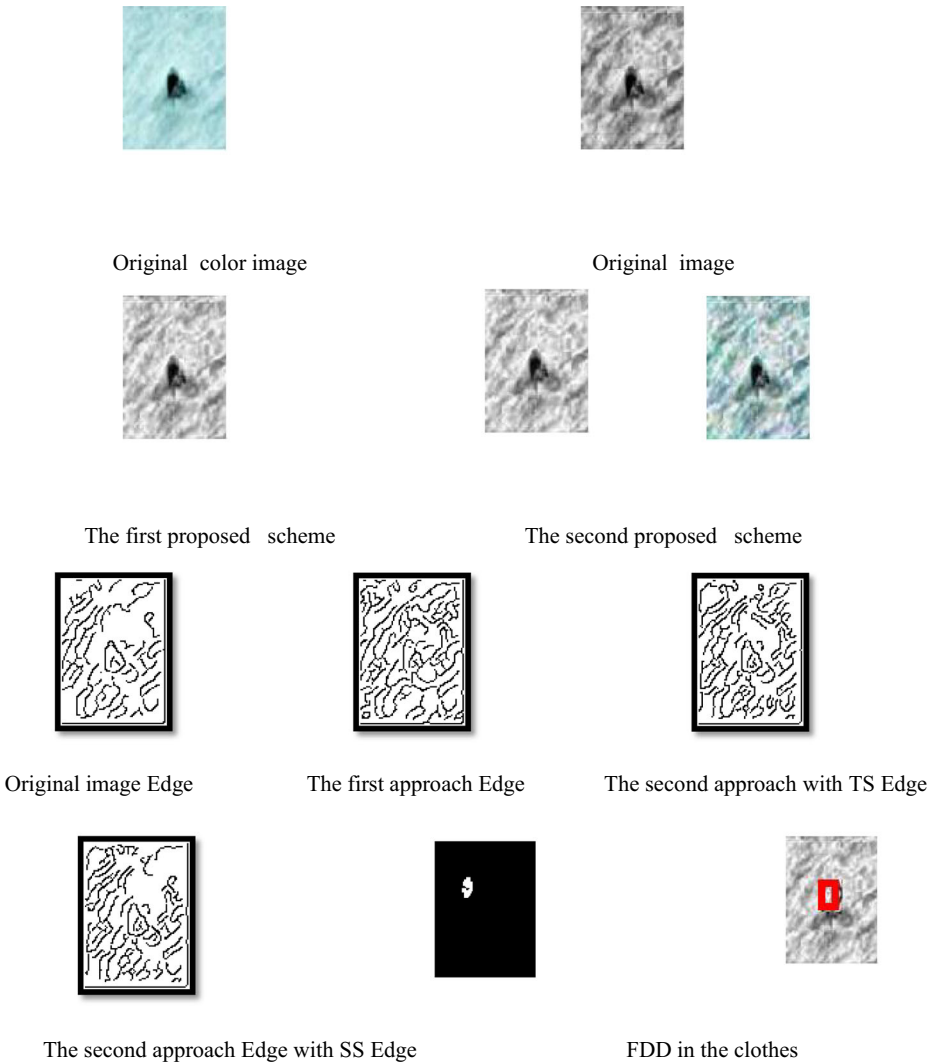 Original color image
Original image
The first proposed scheme
The second proposed scheme
Original image Edge
The first approach Edge
The second approach with TS Edge
The second approach Edge with SS Edge
FDD in the clothes